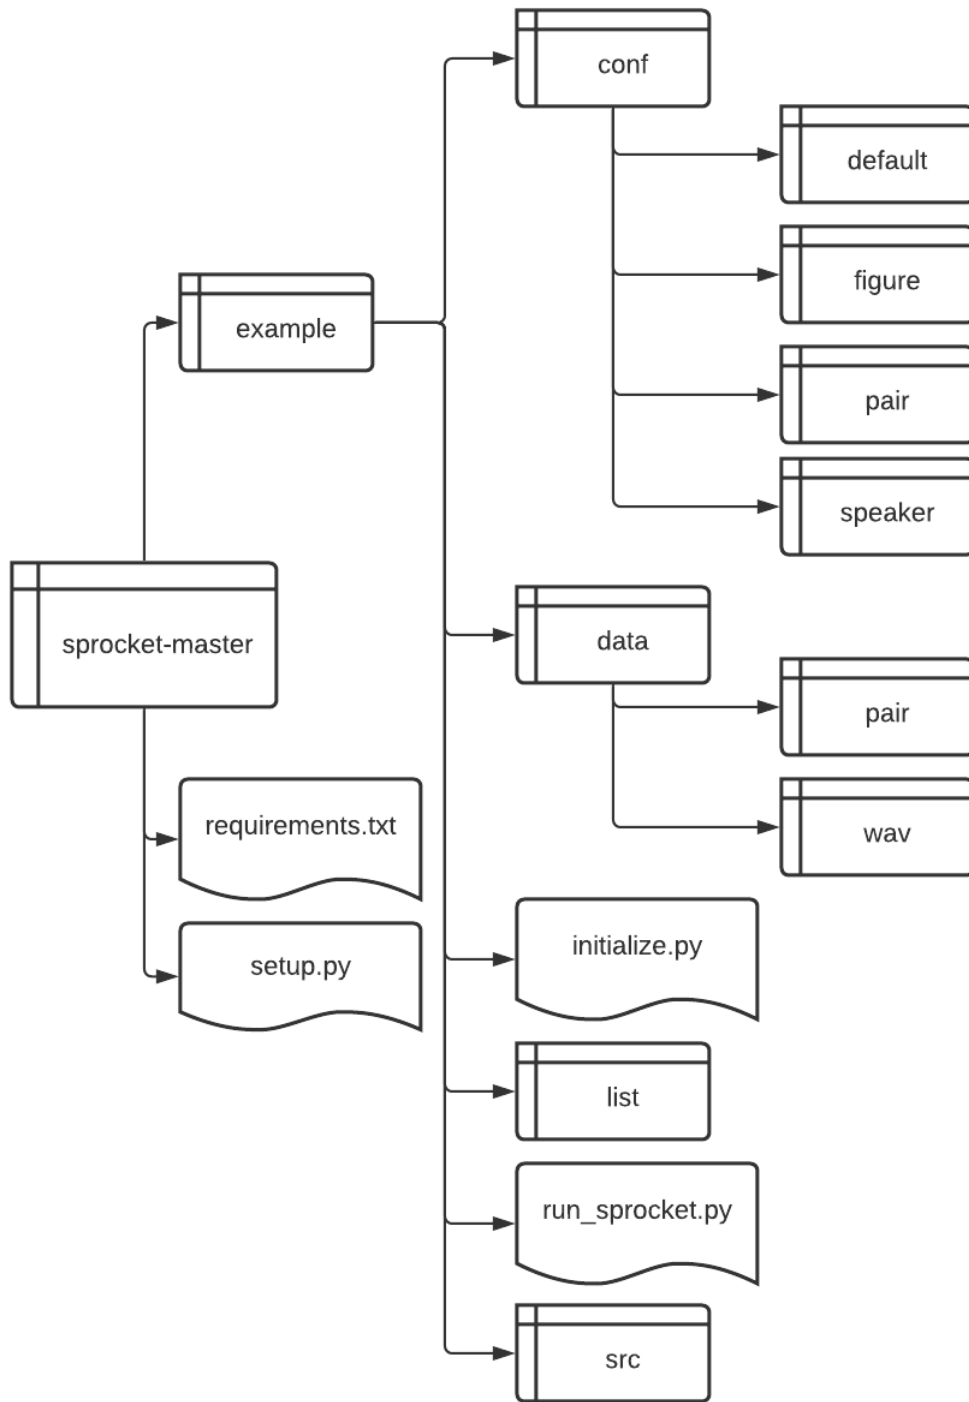 conf
default
figure
example
pair
speaker
data
sprocket-master
pair
requirements.txt
wav
initialize.py
setup.py
list
run_sprocket.py
src